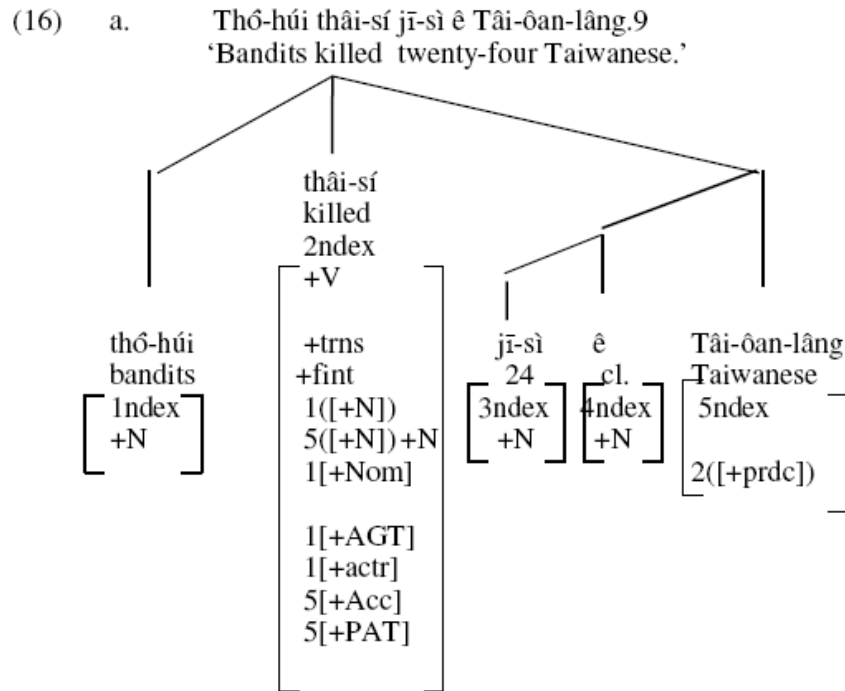 (16) a. Thó͘-húi thâi-sí jī-sì ê Tâi-ôan-lâng.9
‘Bandits killed twenty-four Taiwanese.’
thâi-sí
killed
2ndex
+V
thó͘-húi +trns jī-sì ê Tâi-ôan-lâng
bandits +fint 24 cl. Taiwanese
1ndex 1([+N]) 3ndex 4ndex 5ndex
+N 5([+N])+N +N +N
1[+Nom] 2([+prdc])
1[+AGT]
1[+actr]
5[+Acc]
5[+PAT]